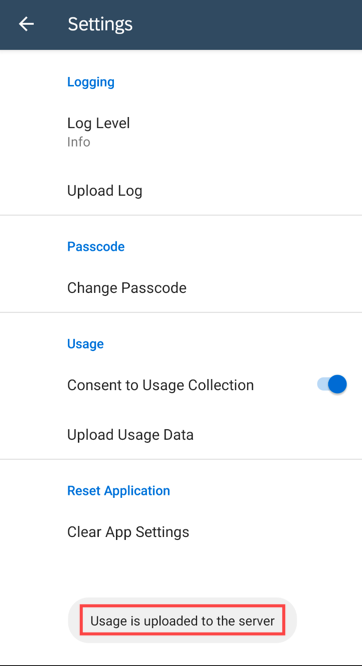 Settings
Logging
Log Level
Info
Upload Log
Passcode
Change Passcode
Usage
Consent to Usage Collection
Upload Usage Data
Reset Application
Clear App Settings
Usage is uploaded to the server